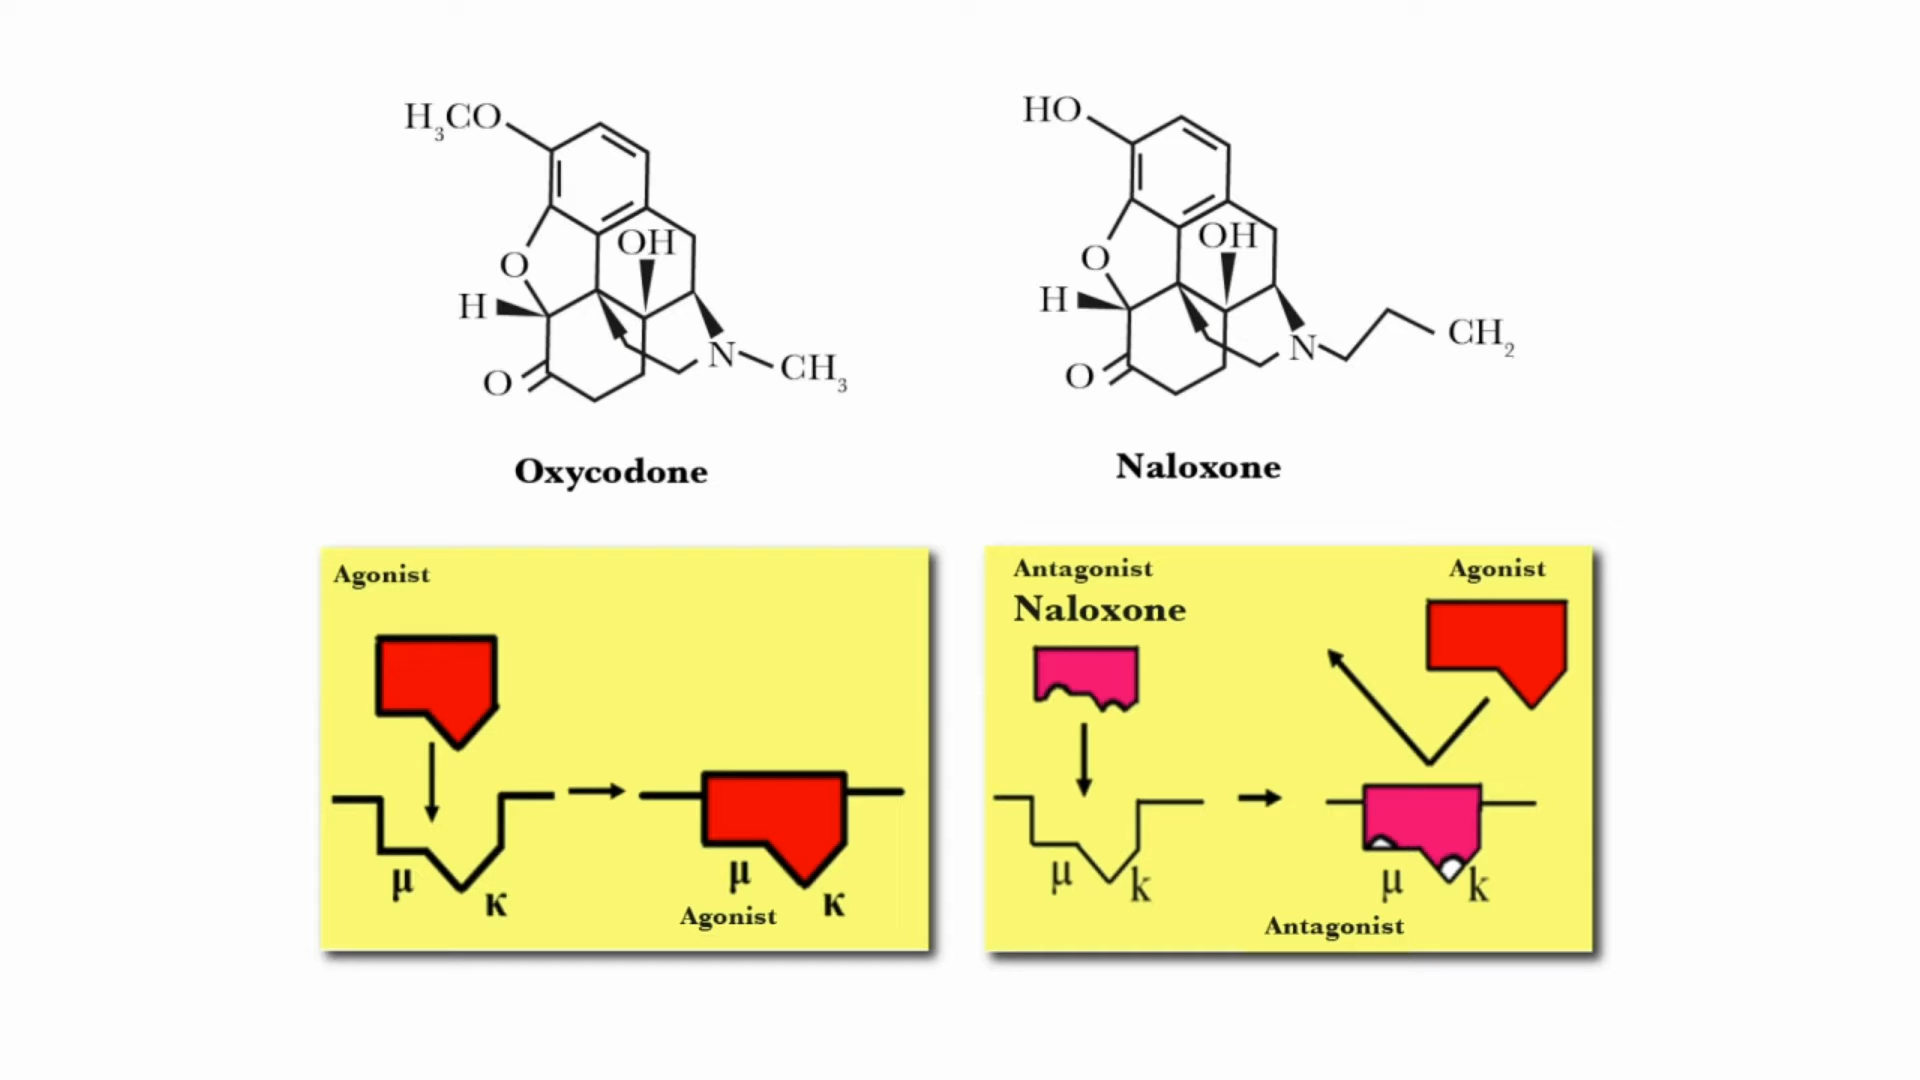 H₃CO
OH
O
H
O
N
CH₃
Oxycodone
HO
OH
O
H
O
N
CH₂
Naloxone
Agonist
μ
κ
μ
κ
Agonist
Antagonist
Naloxone
Agonist
μ
k
μ
k
Antagonist